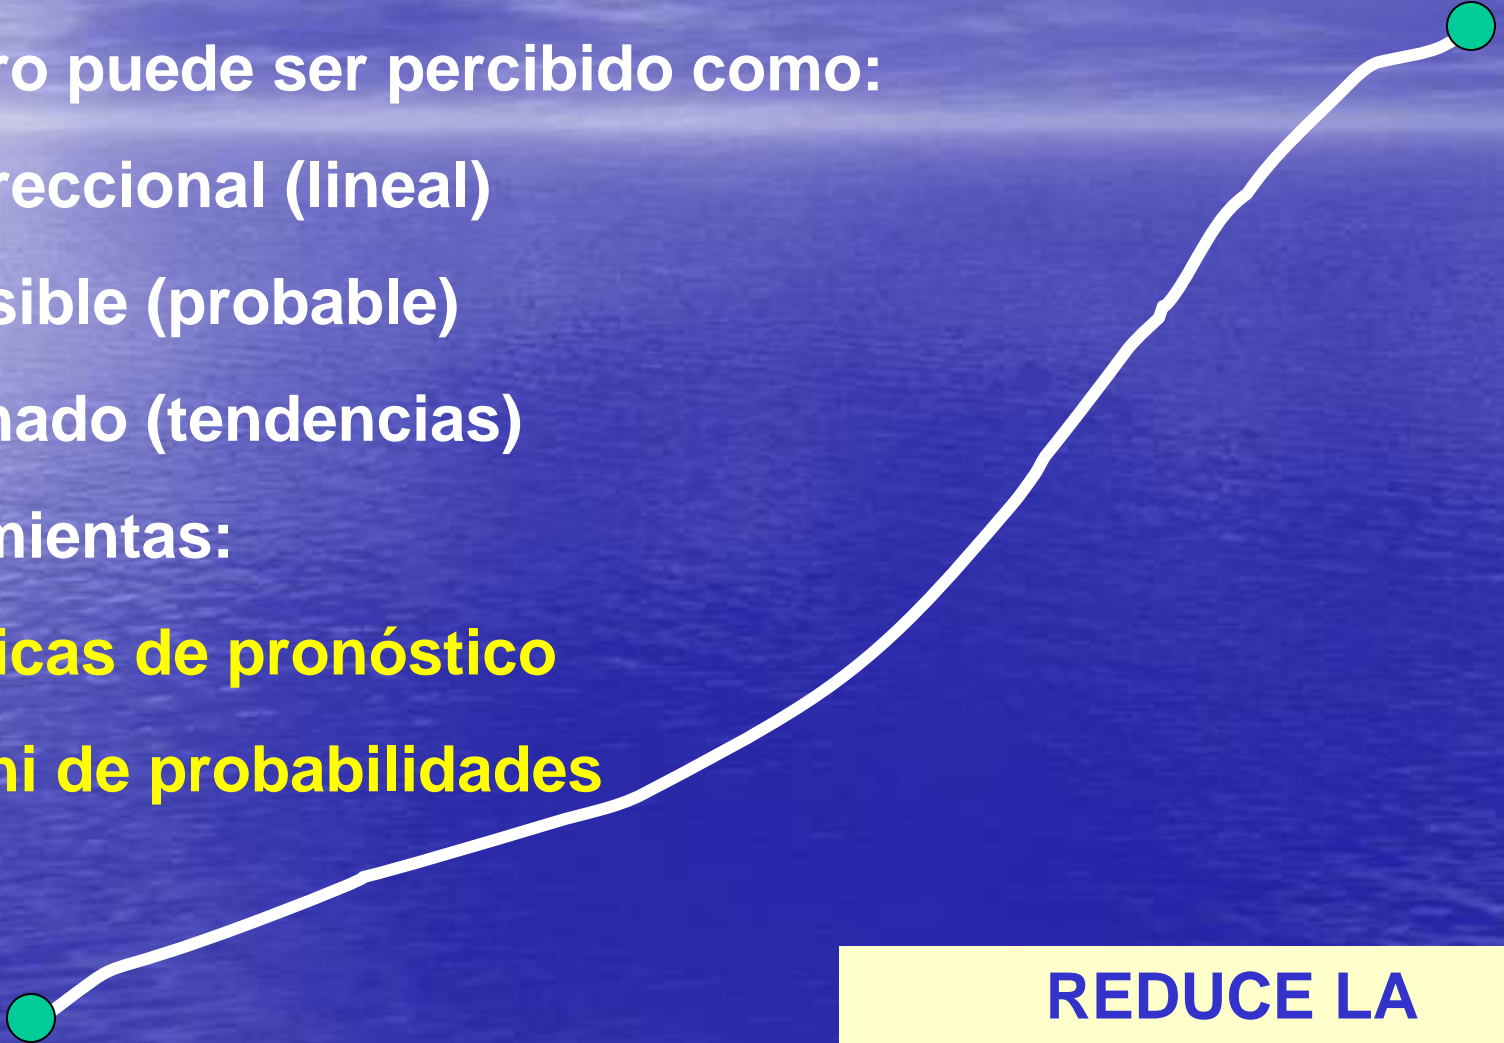 ro puede ser percibido como:
reccional (lineal)
sible (probable)
nado (tendencias)
mientas:
icas de pronóstico
ni de probabilidades
REDUCE LA